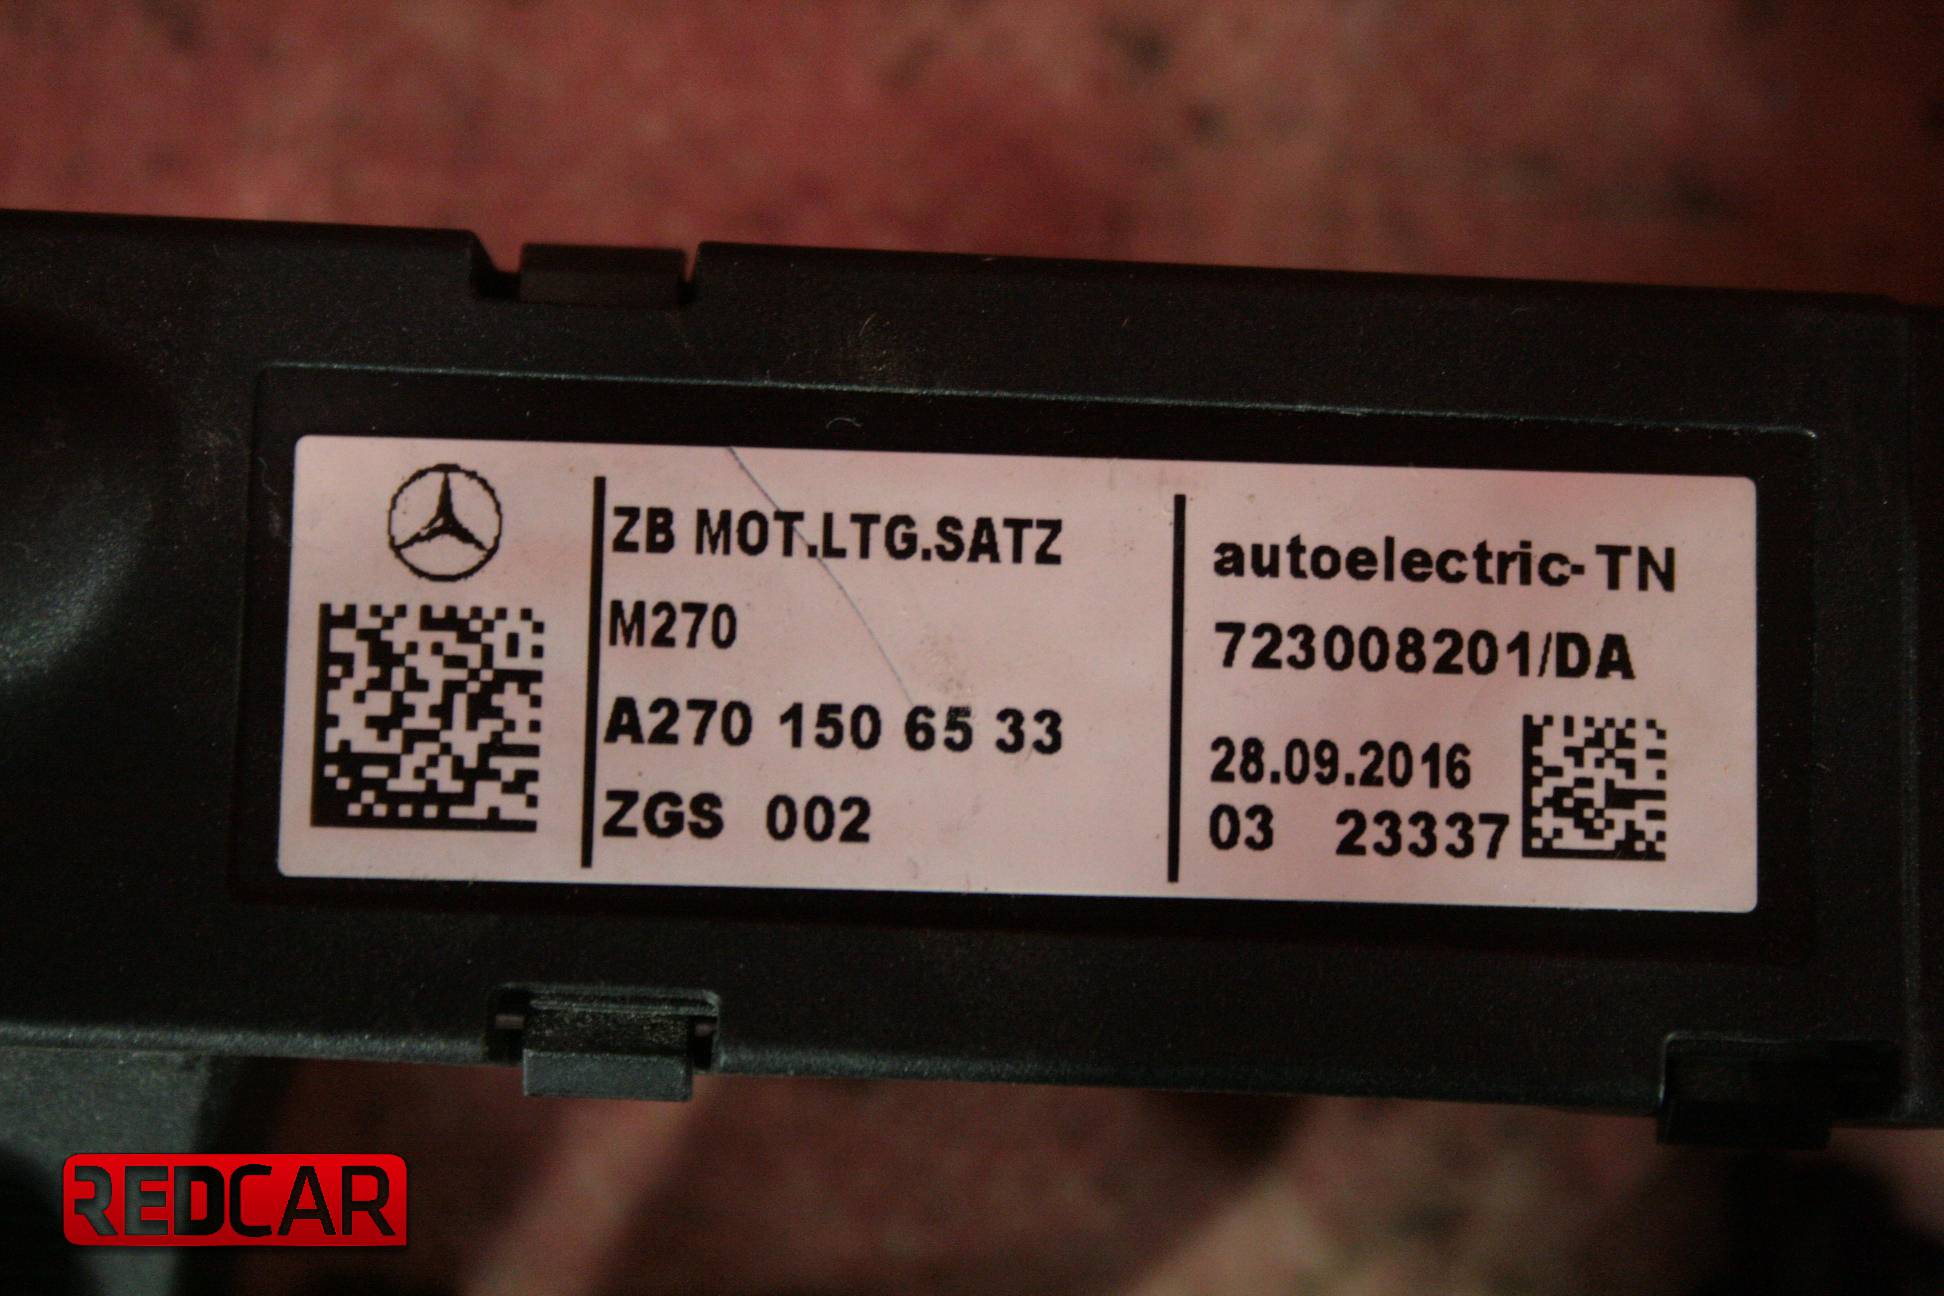 ZB MOT.LTG.SATZ
M270
A270 150 65 33
ZGS 002
autoelectric-TN
723008201/DA
28.09.2016
03 23337
REDCAR